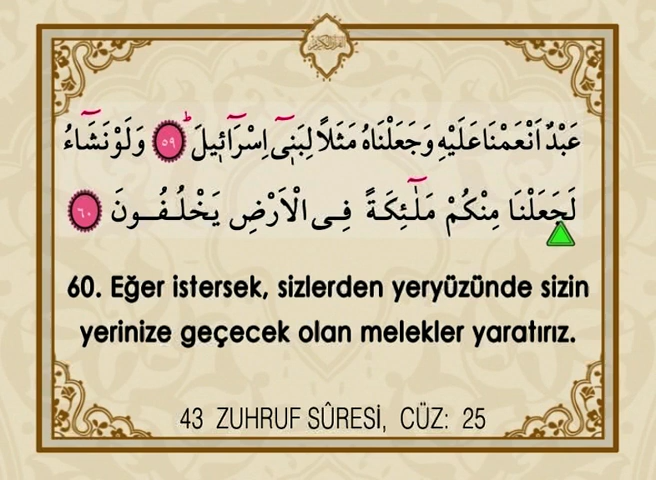 عَبْدٌ اَنْعَمْنَا عَلَيْهِ وَجَعَلْنَاهُ مَثَلًا لِبَنٖٓى اِسْرَٓائٖيلَۜ ﴿٥٩﴾ وَلَوْ نَشَٓاءُ
لَجَعَلْنَا مِنْكُمْ مَلٰٓئِكَةً فِى الْاَرْضِ يَخْلُفُونَ ﴿٦٠﴾
60. Eğer istersek, sizlerden yeryüzünde sizin
yerinize geçecek olan melekler yaratırız.
43 ZUHRUF SÛRESİ, CÜZ: 25